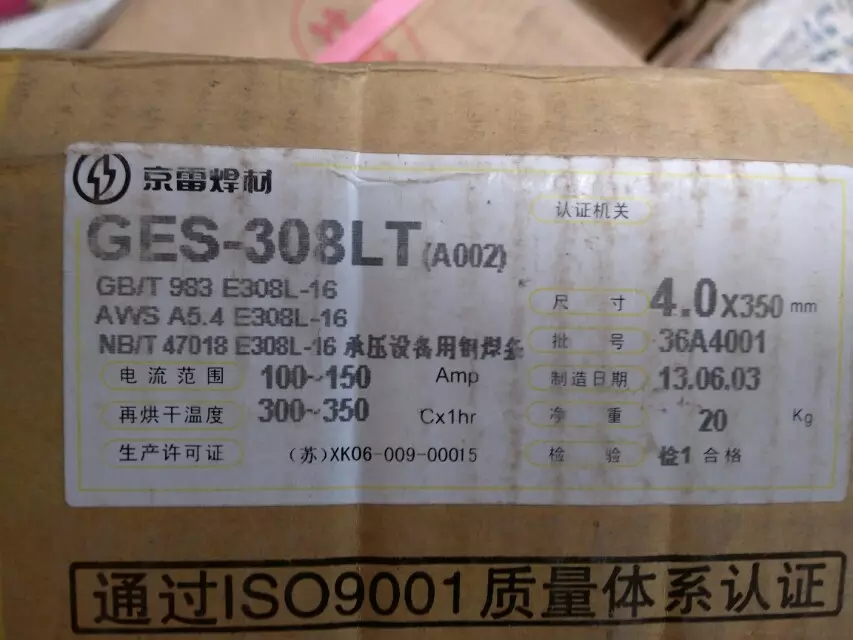 京雷焊材
GES-308LT(A002)
GB/T 983 E308L-16
AWS A5.4 E308L-16
NB/T 47018 E308L-16 承压设备用钢焊条
电流范围 100~150 Amp
再烘干温度 300~350 ℃x1hr
生产许可证 (苏)XK06-009-00015
认证机关
尺寸 4.0X350 mm
批号 36A4001
制造日期 13.06.03
净重 20 Kg
检验 检1 合格
通过ISO9001质量体系认证